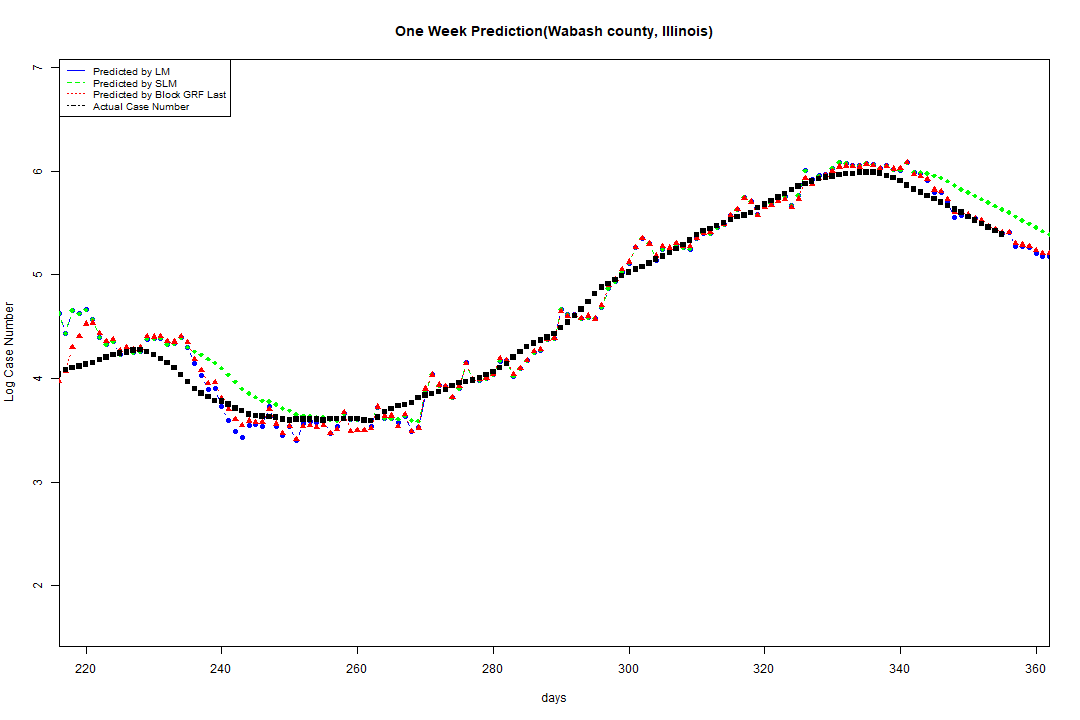 One Week Prediction(Wabash county, Illinois)
Predicted by LM
Predicted by SLM
Predicted by Block GRF Last
Actual Case Number
7
6
5
4
3
2
Log Case Number
220 240 260 280 300 320 340 360
days